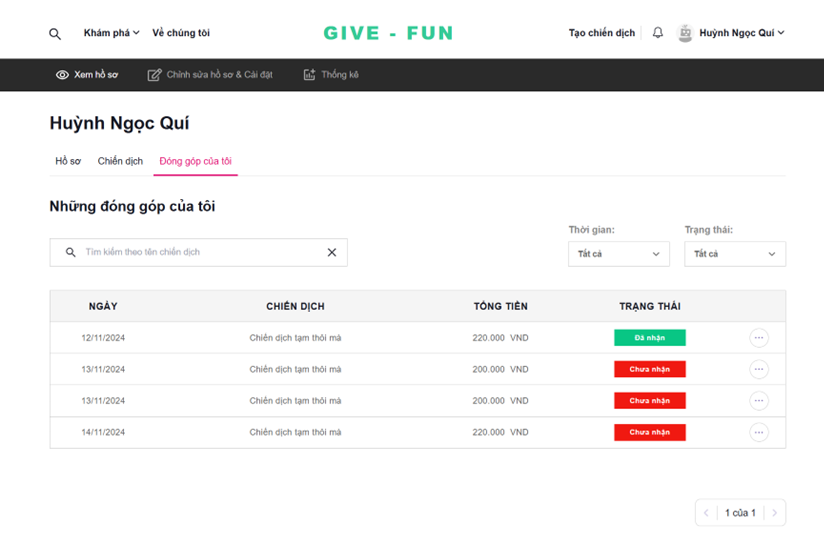 Khám phá Về chúng tôi GIVE - FUN Tạo chiến dịch Huỳnh Ngọc Quí
Xem hồ sơ Chỉnh sửa hồ sơ & Cài đặt Thống kê
Huỳnh Ngọc Quí
Hồ sơ Chiến dịch Đóng góp của tôi
Những đóng góp của tôi
Thời gian: Trạng thái:
Tìm kiếm theo tên chiến dịch Tất cả Tất cả
NGÀY CHIẾN DỊCH TỔNG TIỀN TRẠNG THÁI
12/11/2024 Chiến dịch tạm thôi mà 220.000 VND Đã nhận
13/11/2024 Chiến dịch tạm thôi mà 200.000 VND Chưa nhận
13/11/2024 Chiến dịch tạm thôi mà 200.000 VND Chưa nhận
14/11/2024 Chiến dịch tạm thôi mà 220.000 VND Chưa nhận
1 của 1